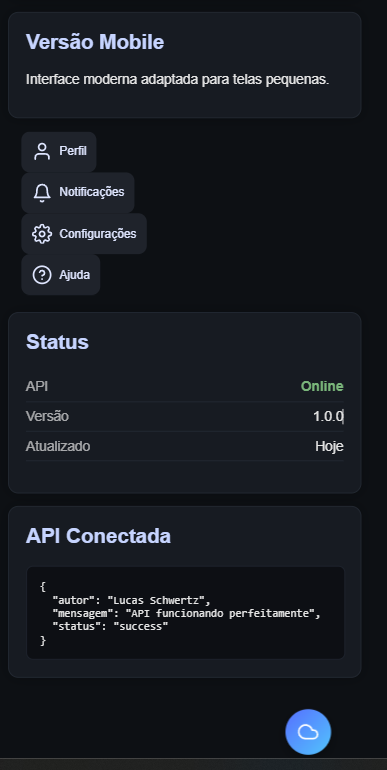 Versão Mobile
Interface moderna adaptada para telas pequenas.
Perfil
Notificações
Configurações
Ajuda
Status
API Online
Versão 1.0.0
Atualizado Hoje
API Conectada
{
"autor": "Lucas Schwertz",
"mensagem": "API funcionando perfeitamente",
"status": "success"
}